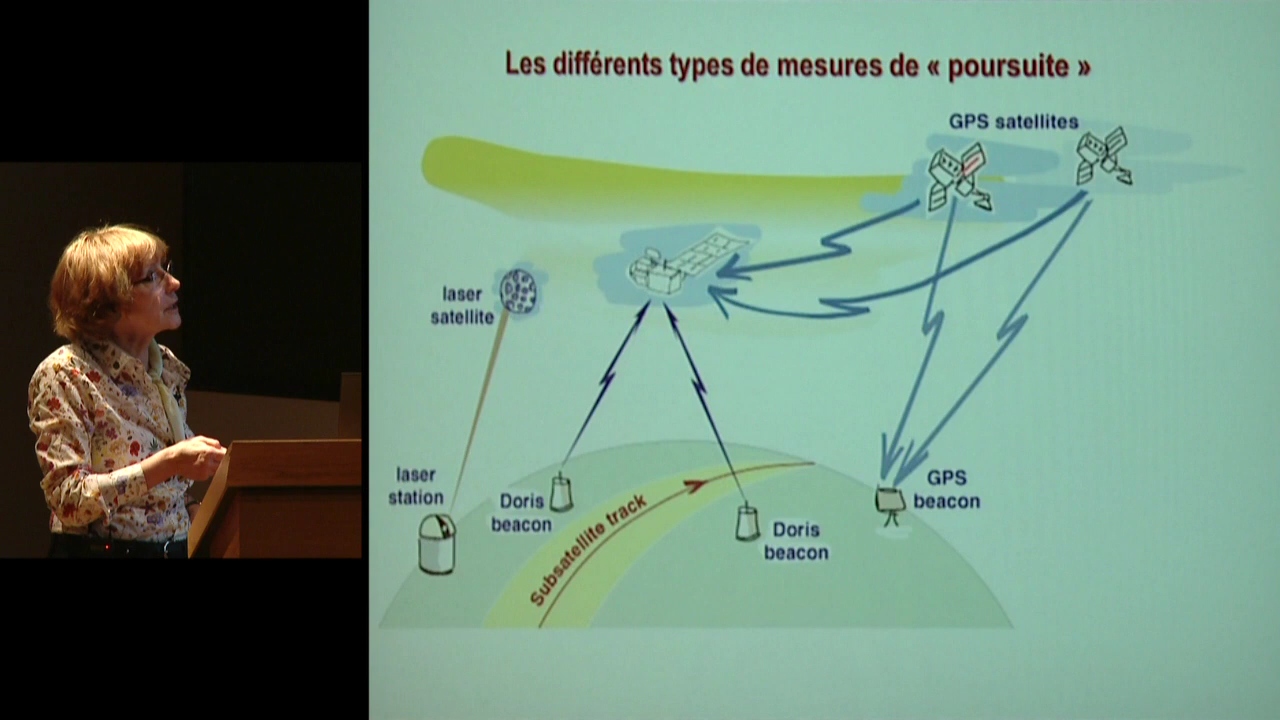 Les différents types de mesures de « poursuite »
GPS satellites
laser
satellite
laser
station
Doris
beacon
Subsatellite track
Doris
beacon
GPS
beacon